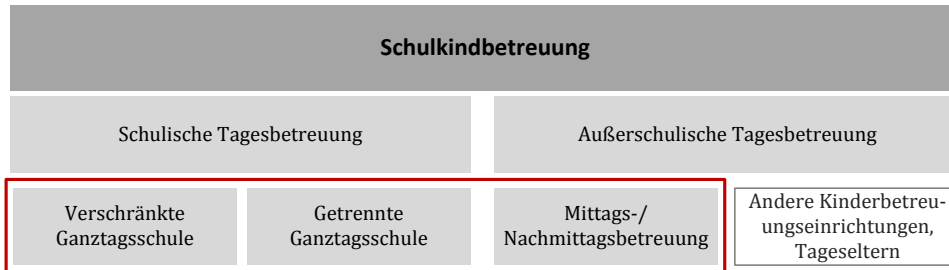 Schulkindbetreuung
Schulische Tagesbetreuung
Außerschulische Tagesbetreuung
Verschränkte
Ganztagsschule
Getrennte
Ganztagsschule
Mittags-/
Nachmittagsbetreuung
Andere Kinderbetreu-
ungseinrichtungen,
Tageseltern